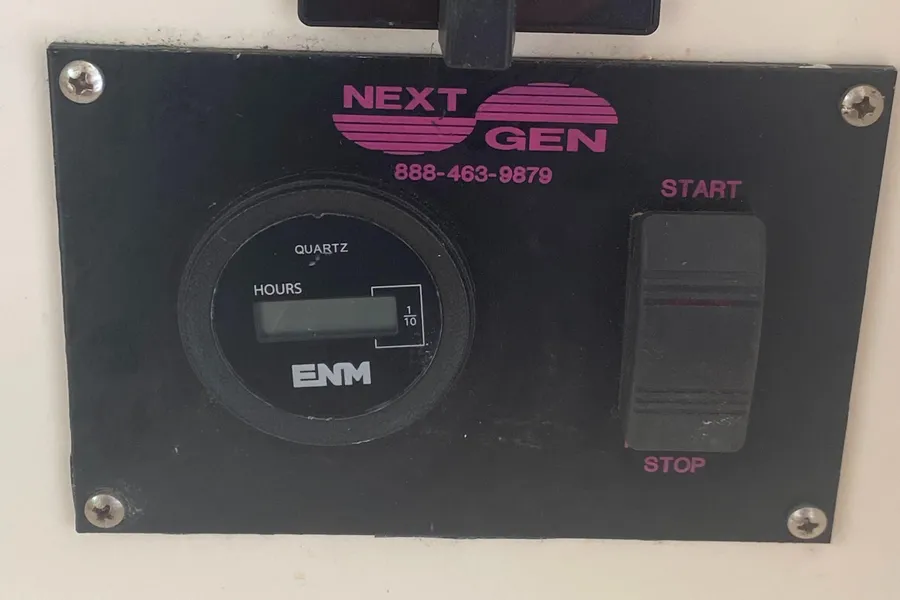 NEXT
GEN
888-463-9879
START
QUARTZ
HOURS
1/10
ENM
STOP